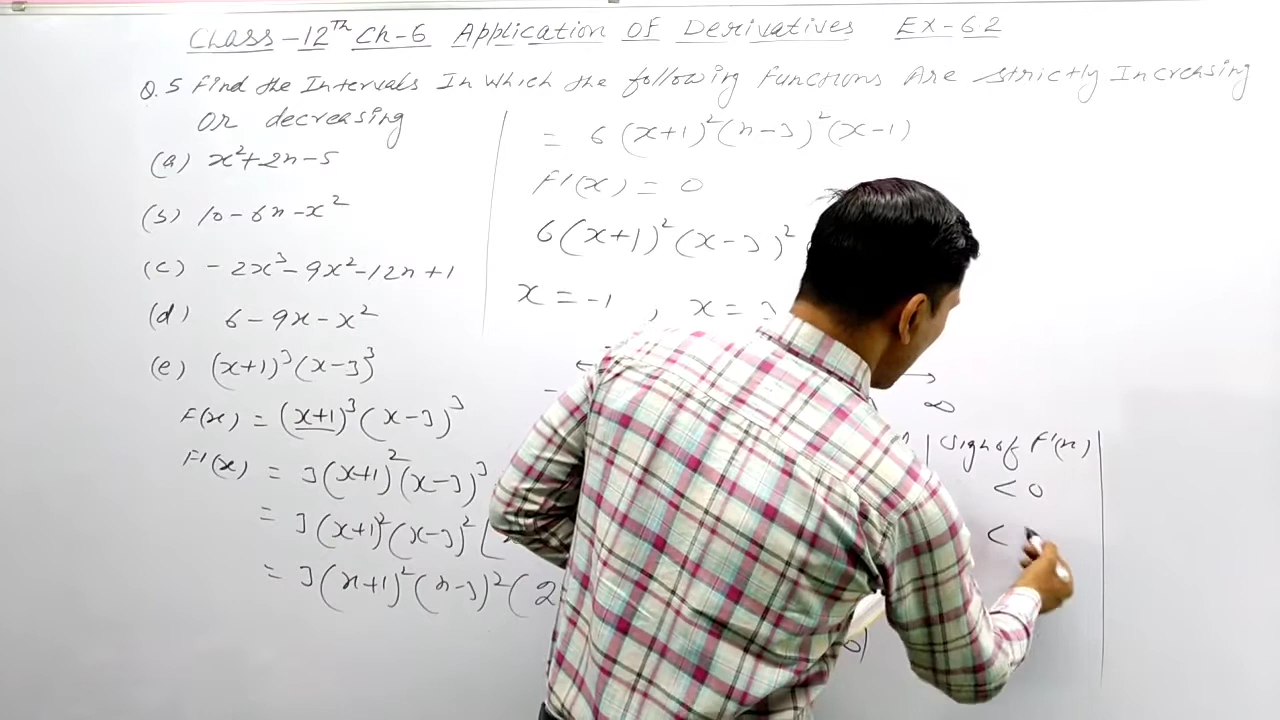 Class-12th Ch-6 Application OF Derivatives Ex-6.2
Q.5 Find the Intervals In Which the following Functions Are Strictly Increasing
Or decreasing
(a) x²+2x-5
(b) 10-6x-x²
(c) -2x³-9x²-12x+1
(d) 6-9x-x²
(e) (x+1)³(x-3)³
F(x) = (x+1)³(x-3)³
F'(x) = 3(x+1)²(x-3)³
= 3(x+1)²(x-3)² [
= 3(x+1)²(x-3)²(2
= 6(x+1)²(x-3)²(x-1)
F'(x) = 0
6(x+1)²(x-3)²
x = -1 , x = 3
∞
Sign of F'(x)
< 0
<